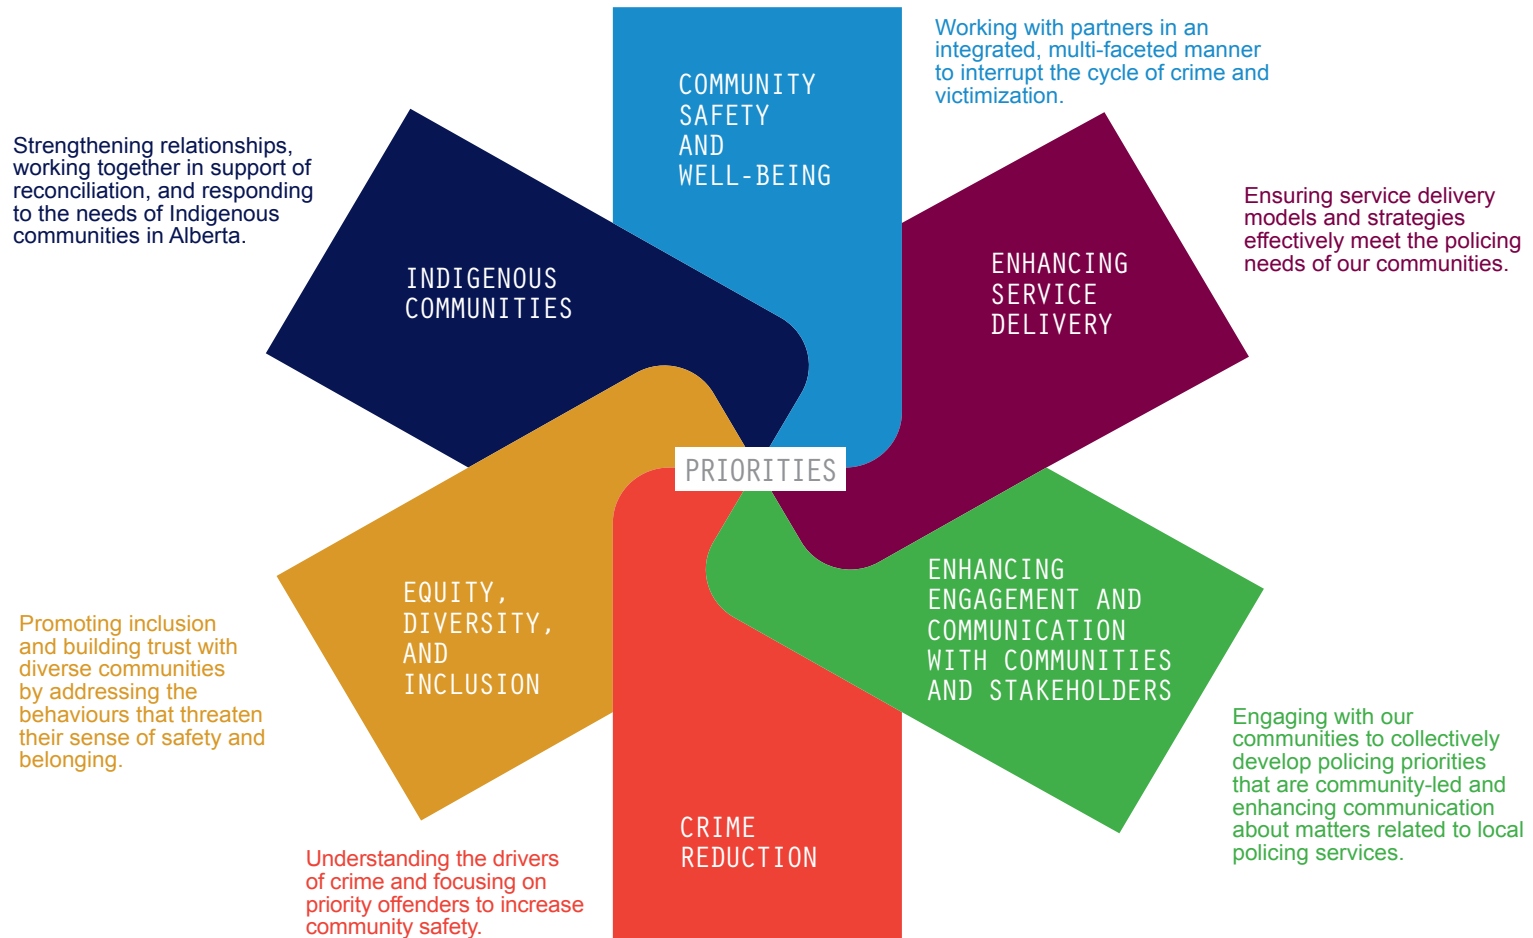 COMMUNITY
SAFETY
AND
WELL-BEING
Working with partners in an
integrated, multi-faceted manner
to interrupt the cycle of crime and
victimization.
ENHANCING
SERVICE
DELIVERY
Ensuring service delivery
models and strategies
effectively meet the policing
needs of our communities.
ENHANCING
ENGAGEMENT AND
COMMUNICATION
WITH COMMUNITIES
AND STAKEHOLDERS
Engaging with our
communities to collectively
develop policing priorities
that are community-led and
enhancing communication
about matters related to local
policing services.
CRIME
REDUCTION
Understanding the drivers
of crime and focusing on
priority offenders to increase
community safety.
EQUITY,
DIVERSITY,
AND
INCLUSION
Promoting inclusion
and building trust with
diverse communities
by addressing the
behaviours that threaten
their sense of safety and
belonging.
INDIGENOUS
COMMUNITIES
Strengthening relationships,
working together in support of
reconciliation, and responding
to the needs of Indigenous
communities in Alberta.
PRIORITIES